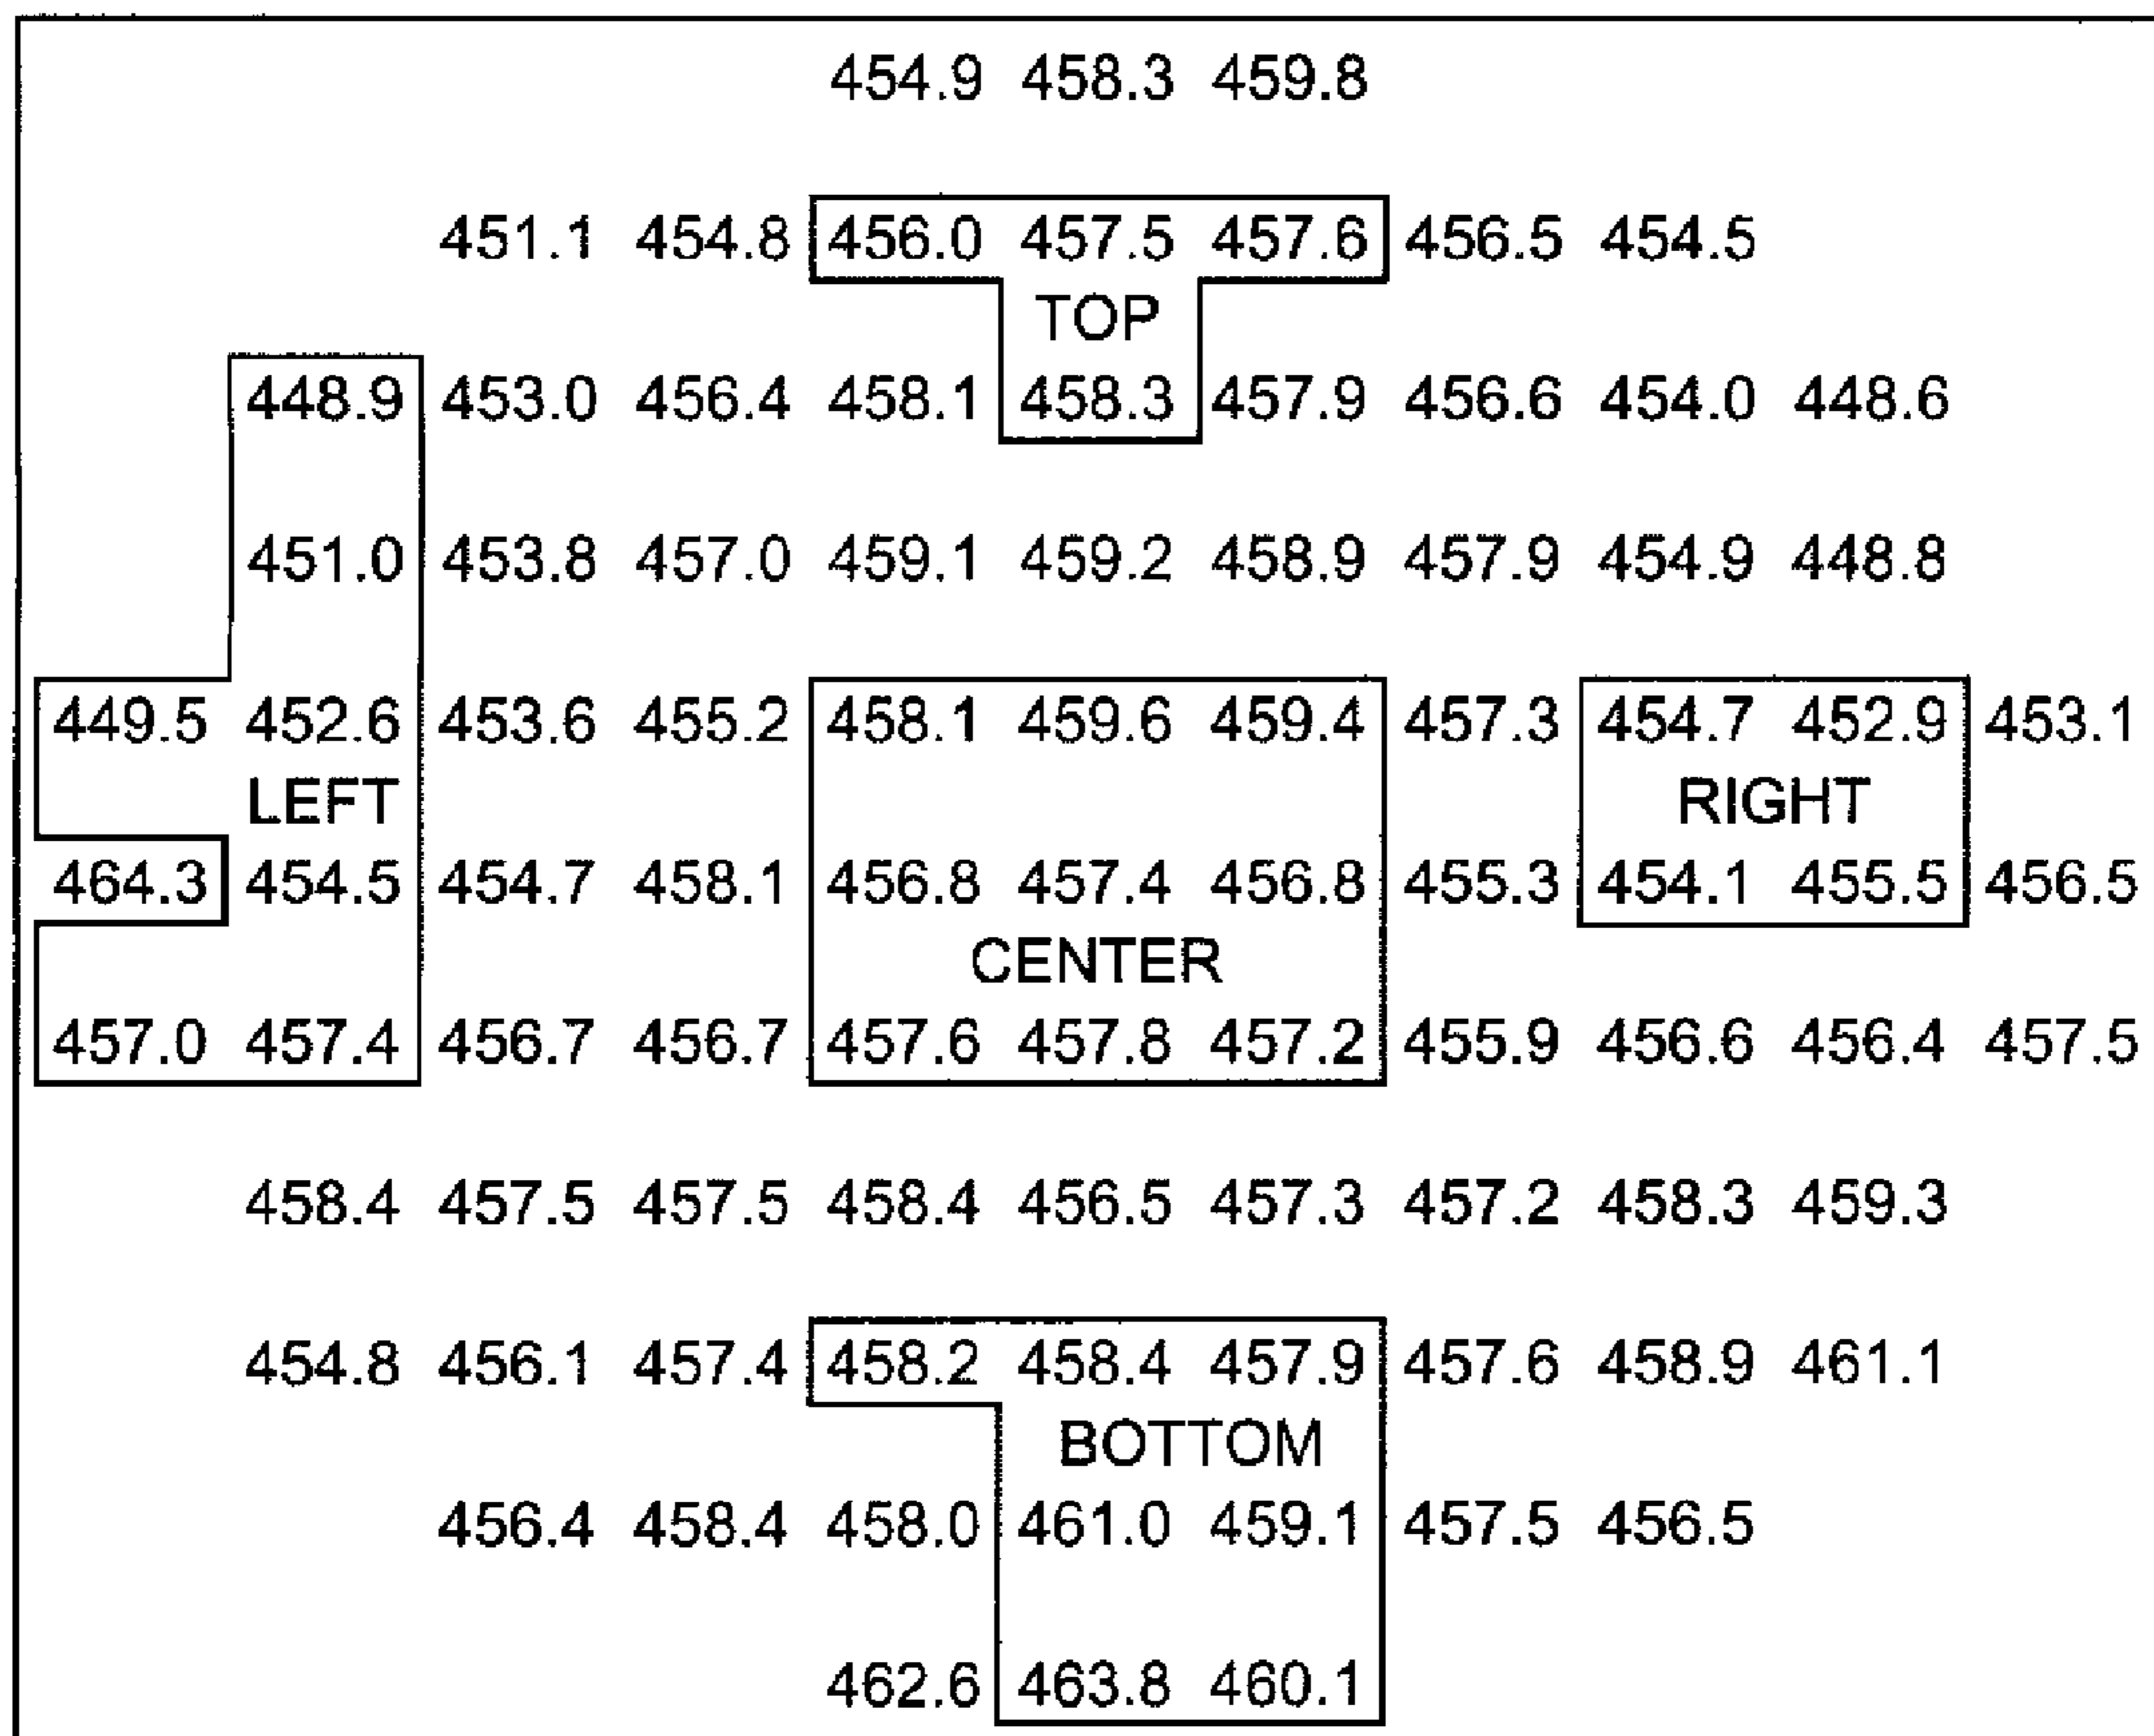 454.9 458.3 459.8
451.1 454.8 456.0 457.5 457.6 456.5 454.5
TOP
448.9 453.0 456.4 458.1 458.3 457.9 456.6 454.0 448.6
451.0 453.8 457.0 459.1 459.2 458.9 457.9 454.9 448.8
449.5 452.6 453.6 455.2 458.1 459.6 459.4 457.3 454.7 452.9 453.1
LEFT RIGHT
464.3 454.5 454.7 458.1 456.8 457.4 456.8 455.3 454.1 455.5 456.5
CENTER
457.0 457.4 456.7 456.7 457.6 457.8 457.2 455.9 456.6 456.4 457.5
458.4 457.5 457.5 458.4 456.5 457.3 457.2 458.3 459.3
454.8 456.1 457.4 458.2 458.4 457.9 457.6 458.9 461.1
BOTTOM
456.4 458.4 458.0 461.0 459.1 457.5 456.5
462.6 463.8 460.1